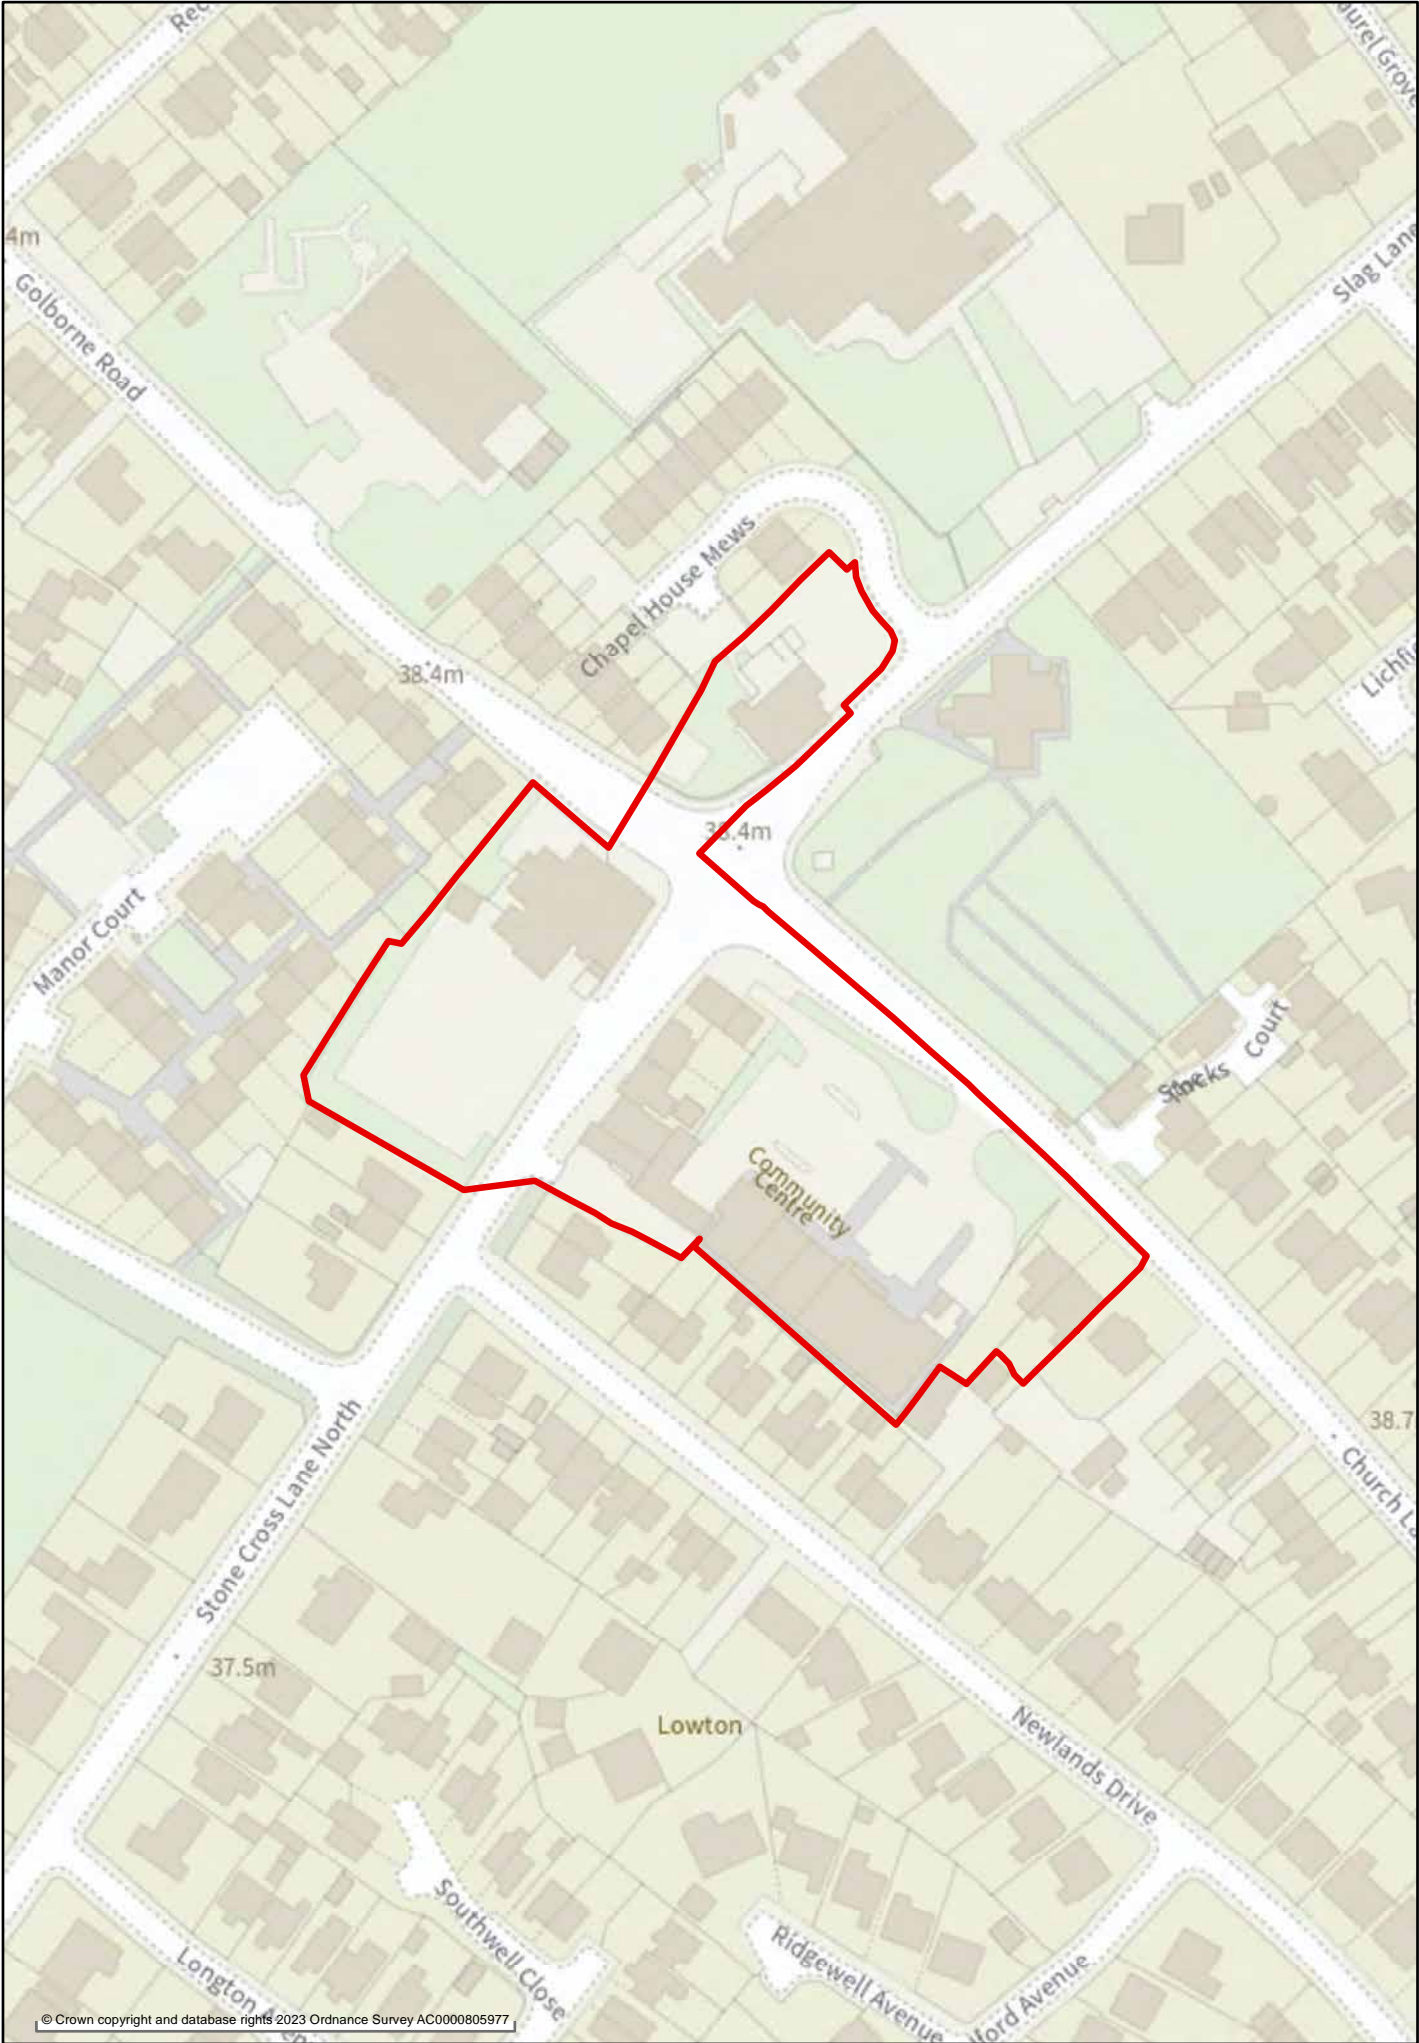 4m
Golborne Road
Slag Lane
Chapel House Mews
38.4m
38.4m
Manor Court
Court
Stocks
Community
Centre
38.7
Stone Cross Lane North
37.5m
Lowton
Newlands Drive
Southwell Close
Longton
Ridgewell Avenue
Avenue
Church
© Crown copyright and database rights 2023 Ordnance Survey AC0000805977